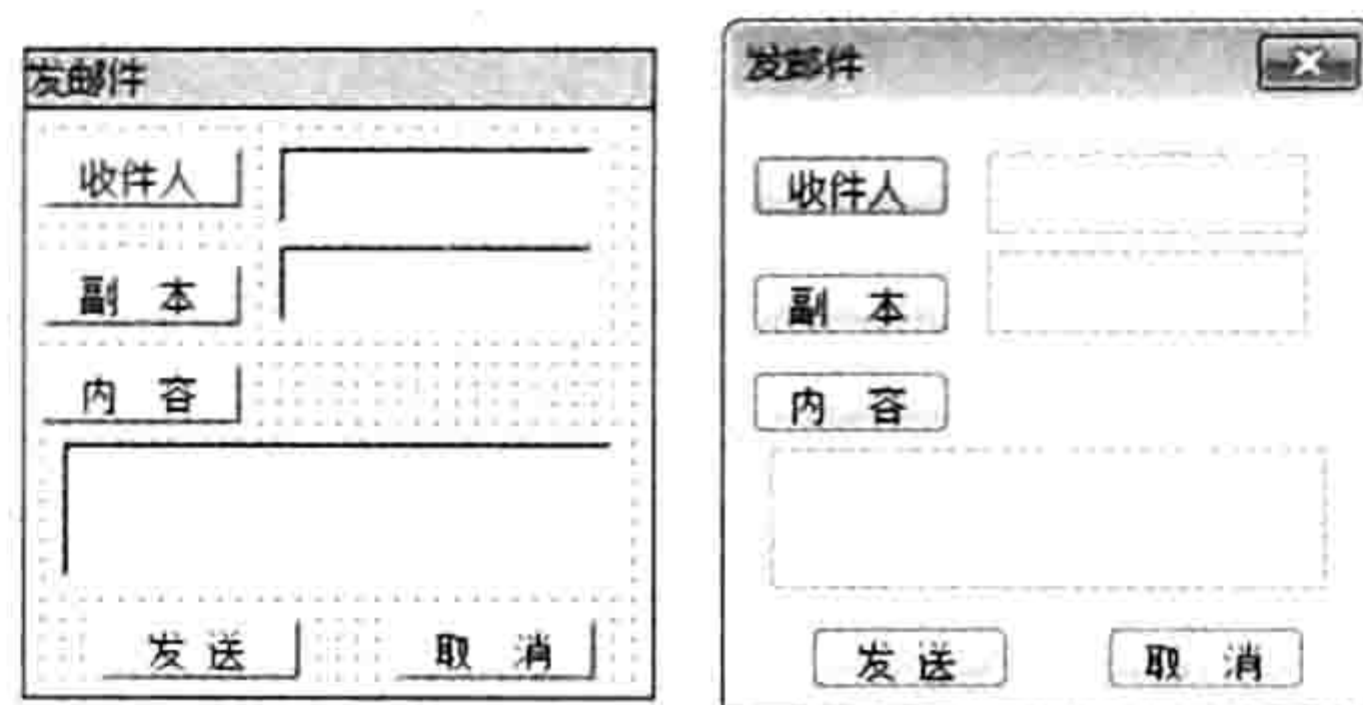 发邮件
收件人
副 本
内 容
发 送
取 消
发邮件
收件人
副 本
内 容
发 送
取 消